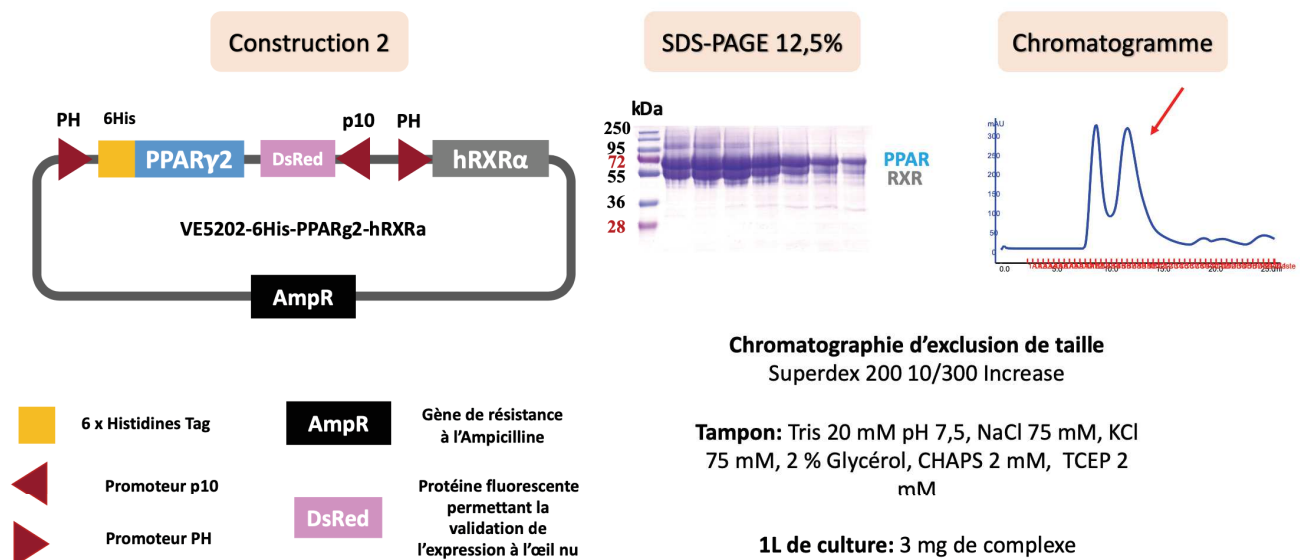 Construction 2
SDS-PAGE 12,5%
Chromatogramme
PH
6His
p10
PH
PPARγ2
DsRed
hRXRα
VE5202-6His-PPARg2-hRXRa
AmpR
kDa
250
95
72
55
36
28
PPAR
RXR
mAU
300
250
200
150
100
50
0
0.0
5.0
15.0
20.0
25.0
Chromatographie d'exclusion de taille
Superdex 200 10/300 Increase
Tampon: Tris 20 mM pH 7,5, NaCl 75 mM, KCl
75 mM, 2 % Glycérol, CHAPS 2 mM, TCEP 2
mM
1L de culture: 3 mg de complexe
6 x Histidines Tag
Promoteur p10
Promoteur PH
AmpR
Gène de résistance
à l'Ampicilline
DsRed
Protéine fluorescente
permettant la
validation de
l'expression à l'œil nu